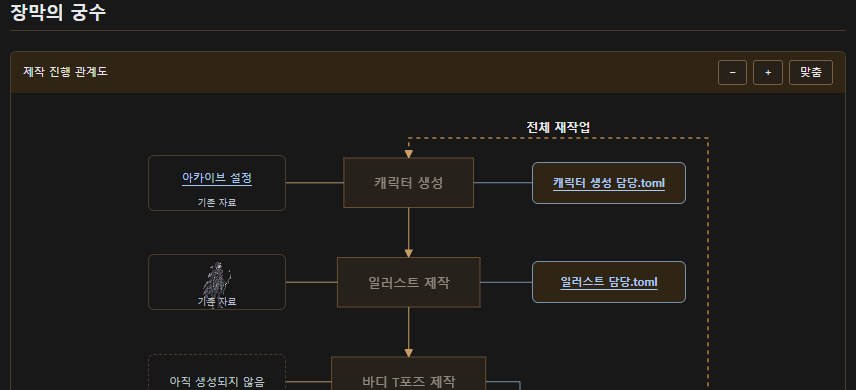 장막의 궁수
제작 진행 관계도
− + 맞춤
전체 재작업
아카이브 설정
기존 자료
캐릭터 생성
캐릭터 생성 담당.toml
기존 자료
일러스트 제작
일러스트 담당.toml
아직 생성되지 않음
바디 T포즈 제작